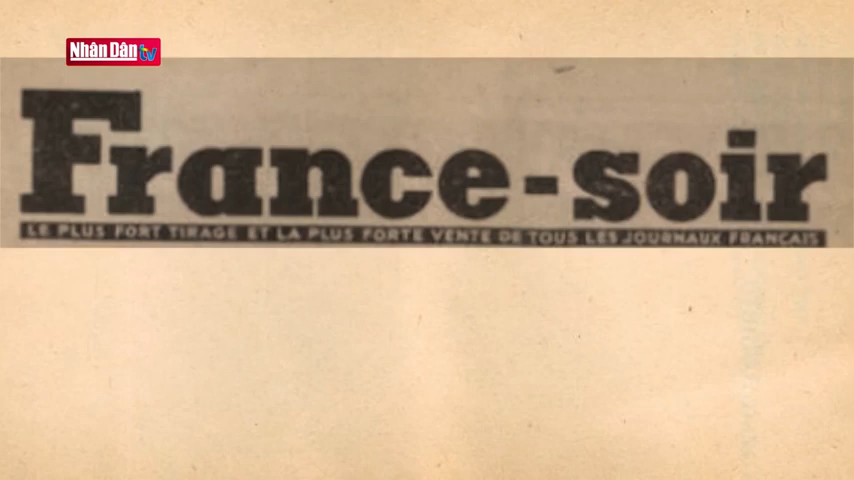 Nhân Dân tv
France-soir
LE PLUS FORT TIRAGE ET LA PLUS FORTE VENTE DE TOUS LES JOURNAUX FRANÇAIS